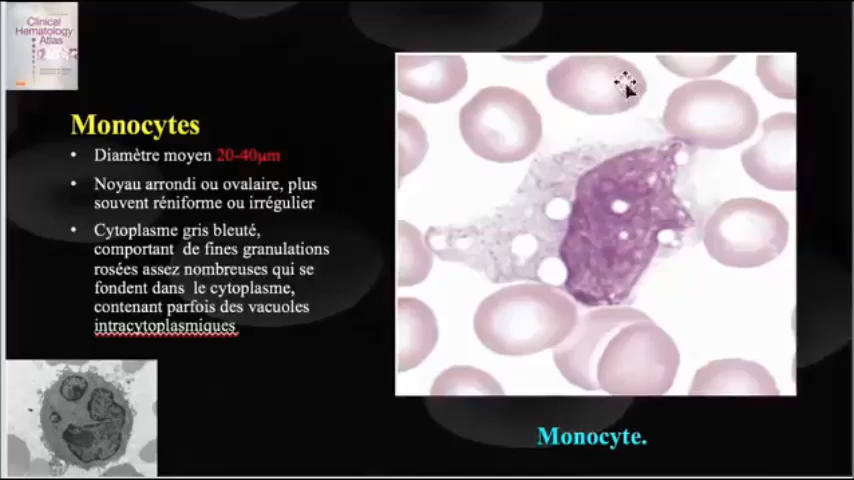 Clinical
Hematology
Atlas
Monocytes
• Diamètre moyen 20-40µm
• Noyau arrondi ou ovalaire, plus
souvent réniforme ou irrégulier
• Cytoplasme gris bleuté,
comportant de fines granulations
rosées assez nombreuses qui se
fondent dans le cytoplasme,
contenant parfois des vacuoles
intracytoplasmiques
Monocyte.